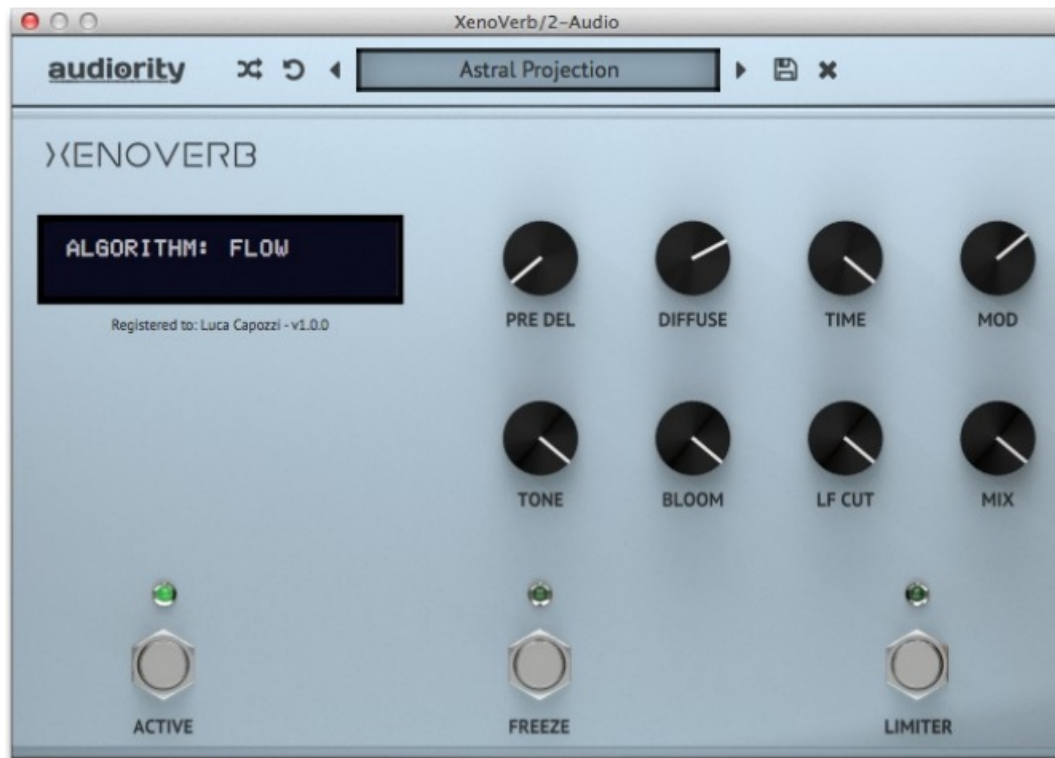 XenoVerb/2-Audio
audiority
Astral Projection
XENOVERB
ALGORITHM: FLOW
Registered to: Luca Capozzi - v1.0.0
PRE DEL DIFFUSE TIME MOD
TONE BLOOM LF CUT MIX
ACTIVE FREEZE LIMITER